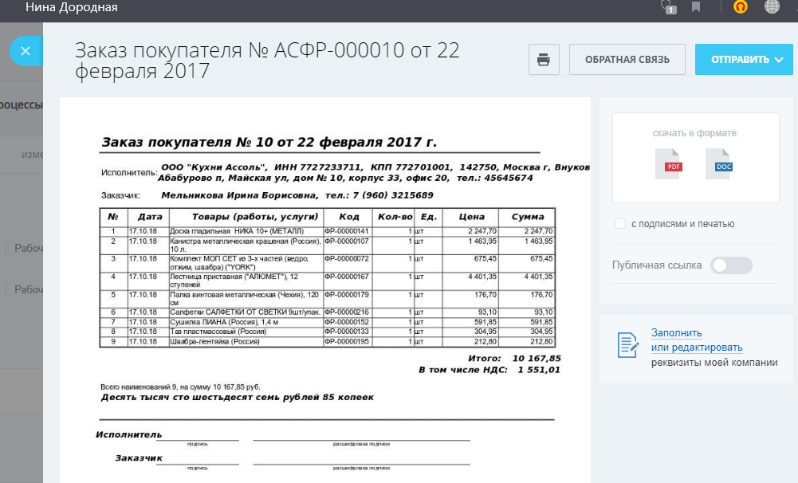 Нина Дородная
1
Заказ покупателя № АСФР-000010 от 22
февраля 2017
ОБРАТНАЯ СВЯЗЬ
ОТПРАВИТЬ
роцессы
изме
Рабоч
Рабоч
Заказ покупателя № 10 от 22 февраля 2017 г.
Исполнитель: ООО "Кухни Ассоль", ИНН 7727233711, КПП 772701001, 142750, Москва г, Внуков
Абабурово п, Майская ул, дом № 10, корпус 33, офис 20, тел.: 45645674
Заказчик: Мельникова Ирина Борисовна, тел.: 7 (960) 3215689
№ Дата Товары (работы, услуги) Код Кол-во Ед. Цена Сумма
1 17.10.18 Доска гладильная НИКА 10+ (МЕТАЛЛ) ФР-00000141 1 шт 2 247,70 2 247,70
2 17.10.18 Канистра металлическая крашеная (Россия), ФР-00000107 1 шт 1 463,95 1 463,95
10 л.
3 17.10.18 Комплект МОП СЕТ из 3-х частей (ведро, ФР-00000072 1 шт 675,45 675,45
отжим, швабра) ("YORK")
4 17.10.18 Лестница приставная ("АЛЮМЕТ"), 12 ФР-00000167 1 шт 4 401,35 4 401,35
ступеней
5 17.10.18 Палка винтовая металлическая (Чехия), 120 ФР-00000179 1 шт 176,70 176,70
см
6 17.10.18 Салфетки САЛФЕТКИ ОТ СВЕТКИ 9шт/упак. ФР-00000216 1 шт 93,10 93,10
7 17.10.18 Сушилка ЛИАНА (Россия), 1,4 м ФР-00000152 1 шт 591,85 591,85
8 17.10.18 Таз пластмассовый (Россия) ФР-00000133 1 шт 304,95 304,95
9 17.10.18 Швабра-лентяйка (Россия) ФР-00000195 1 шт 212,80 212,80
Итого: 10 167,85
В том числе НДС: 1 551,01
Всего наименований 9, на сумму 10 167,85 руб.
Десять тысяч сто шестьдесят семь рублей 85 копеек
Исполнитель
подпись расшифровка подписи
Заказчик
подпись расшифровка подписи
скачать в формате:
PDF DOC
с подписями и печатью
Публичная ссылка
Заполнить
или редактировать
реквизиты моей компании